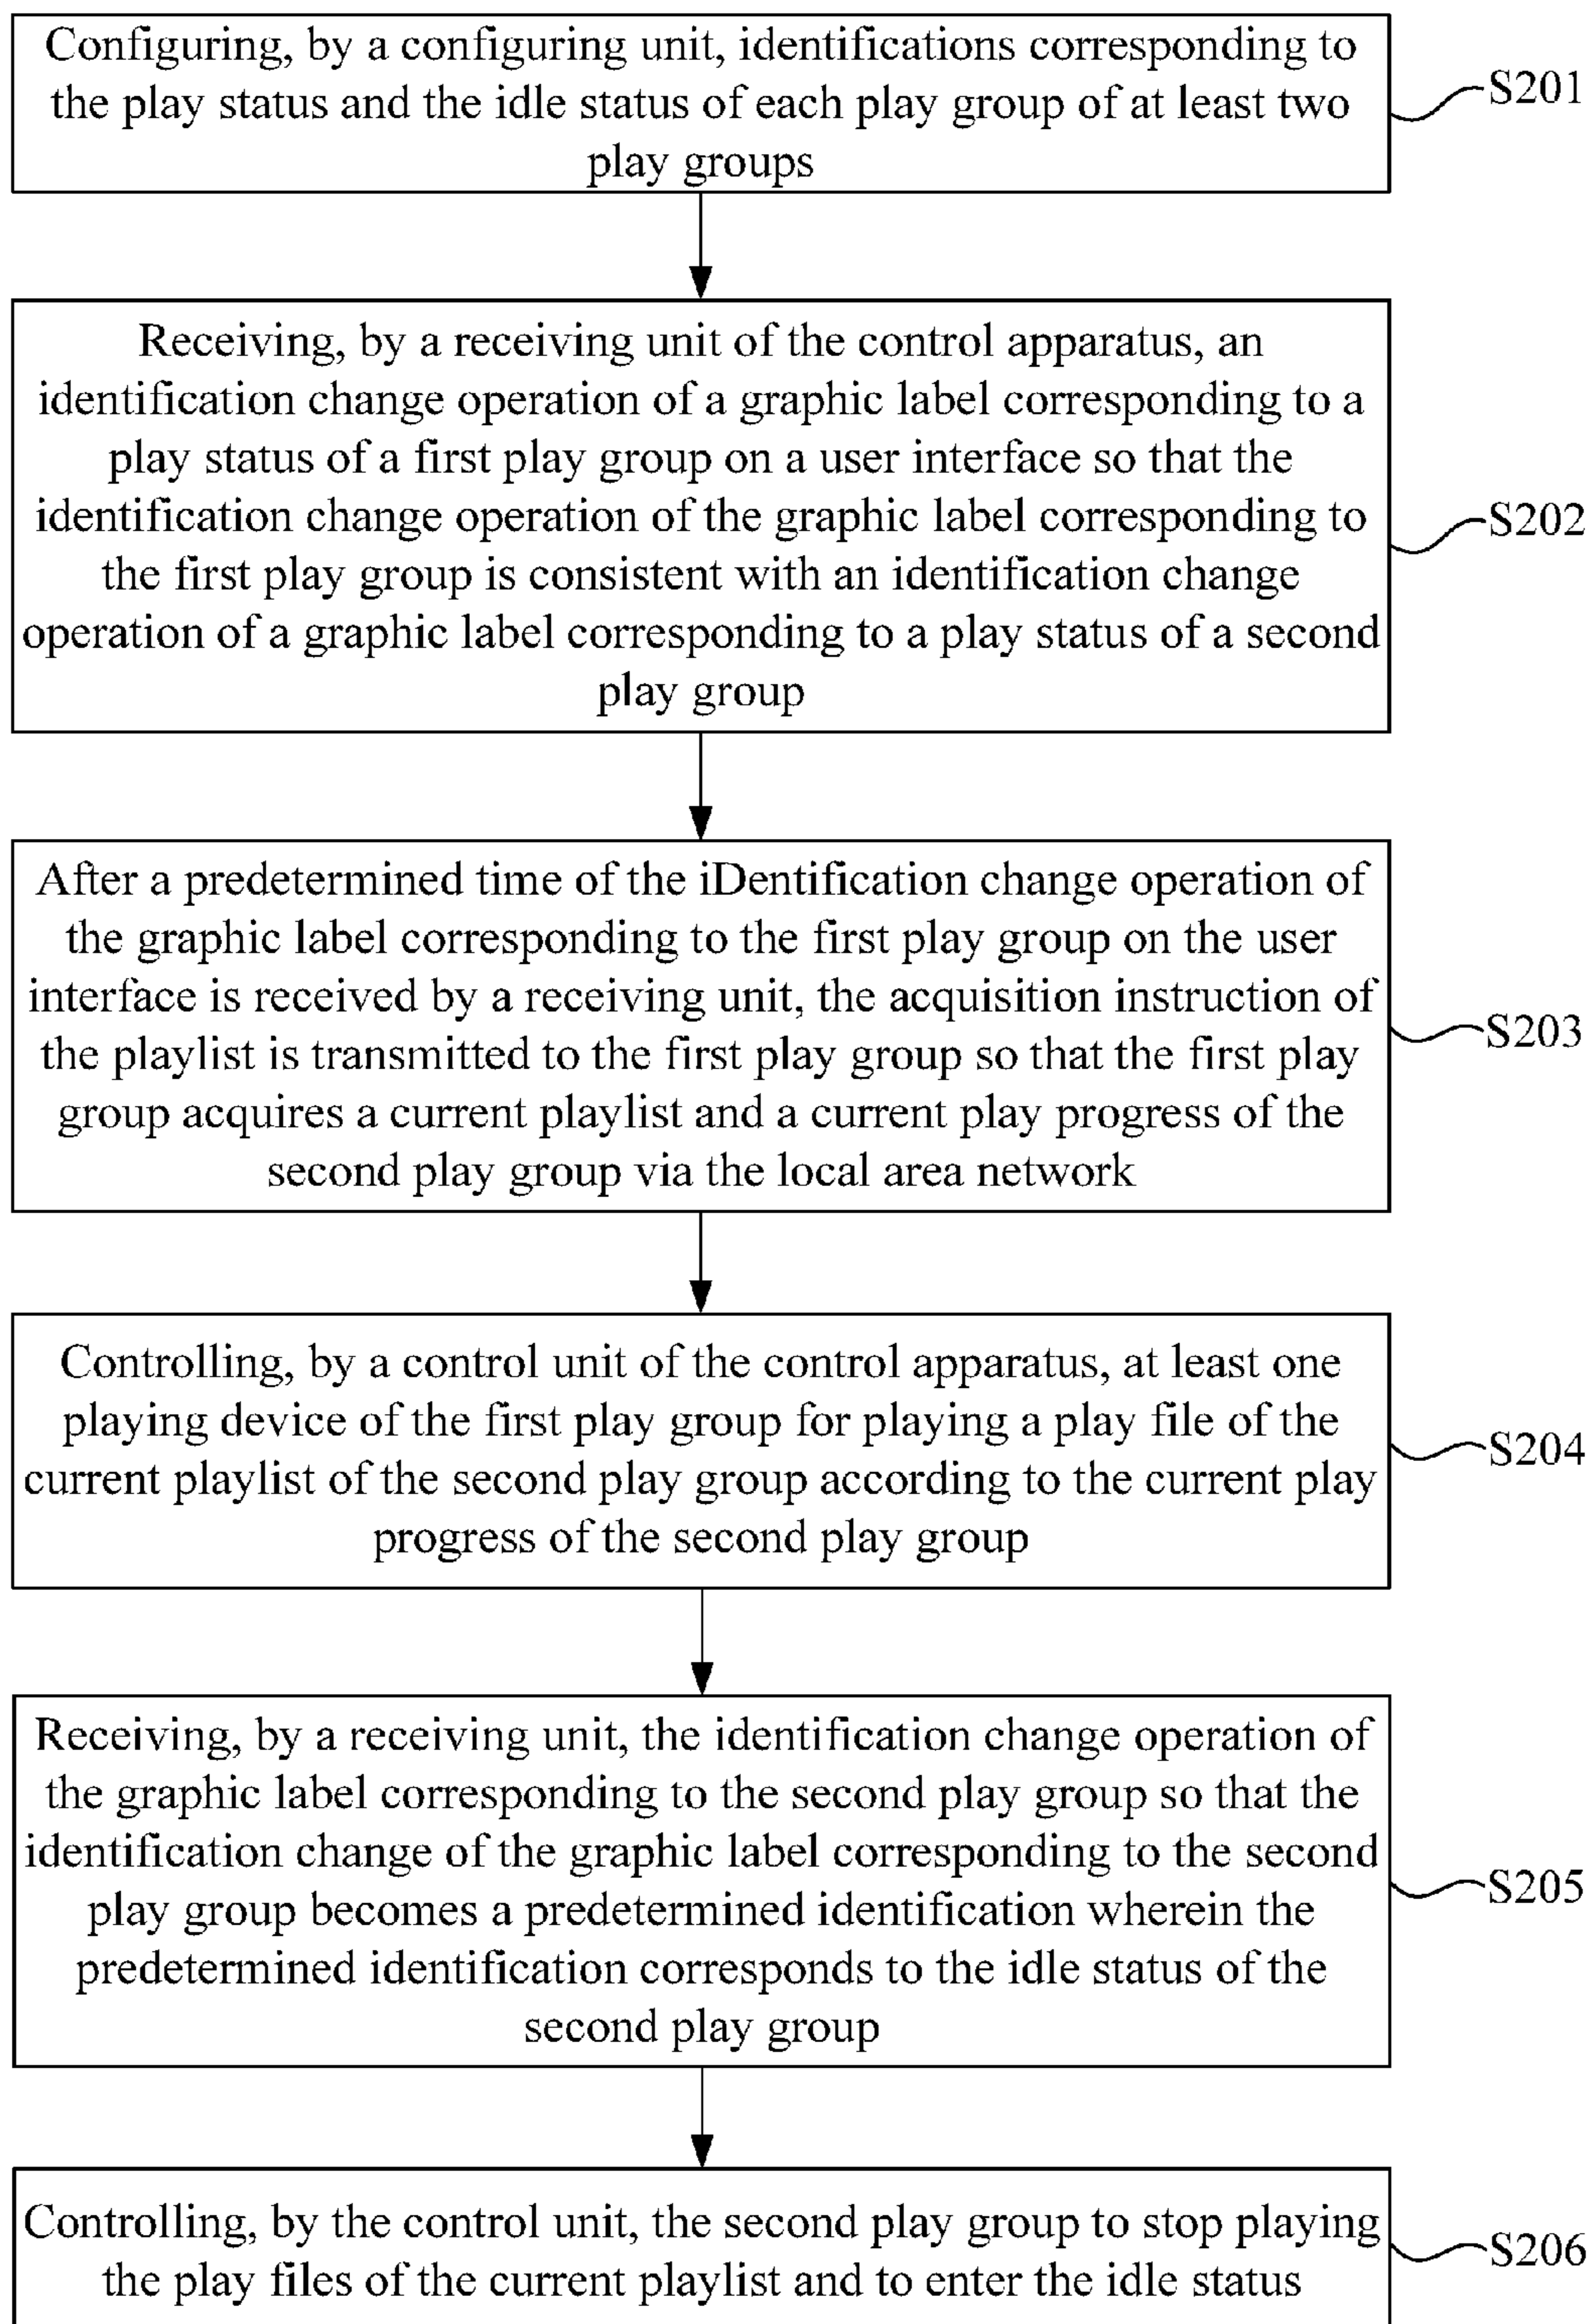 Configuring, by a configuring unit, identifications corresponding to
the play status and the idle status of each play group of at least two
play groups
S201
Receiving, by a receiving unit of the control apparatus, an
identification change operation of a graphic label corresponding to a
play status of a first play group on a user interface so that the
identification change operation of the graphic label corresponding to
the first play group is consistent with an identification change
operation of a graphic label corresponding to a play status of a second
play group
S202
After a predetermined time of the iDentification change operation of
the graphic label corresponding to the first play group on the user
interface is received by a receiving unit, the acquisition instruction of
the playlist is transmitted to the first play group so that the first play
group acquires a current playlist and a current play progress of the
second play group via the local area network
S203
Controlling, by a control unit of the control apparatus, at least one
playing device of the first play group for playing a play file of the
current playlist of the second play group according to the current play
progress of the second play group
S204
Receiving, by a receiving unit, the identification change operation of
the graphic label corresponding to the second play group so that the
identification change of the graphic label corresponding to the second
play group becomes a predetermined identification wherein the
predetermined identification corresponds to the idle status of the
second play group
S205
Controlling, by the control unit, the second play group to stop playing
the play files of the current playlist and to enter the idle status
S206